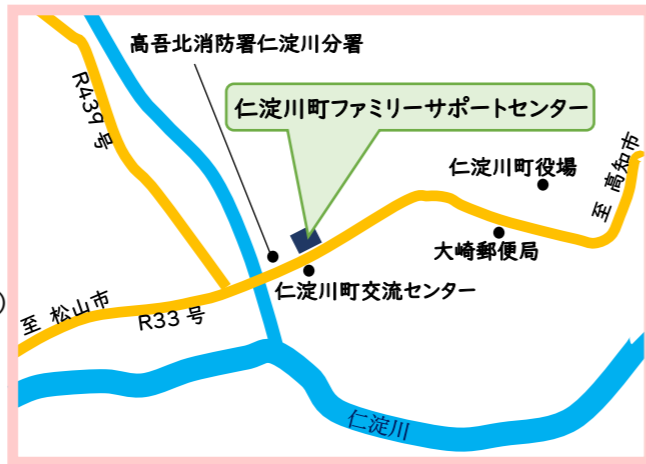 高吾北消防署仁淀川分署
R439号
仁淀川町ファミリーサポートセンター
仁淀川町役場
至 高知市
大崎郵便局
仁淀川町交流センター
至 松山市
R33号
仁淀川
)